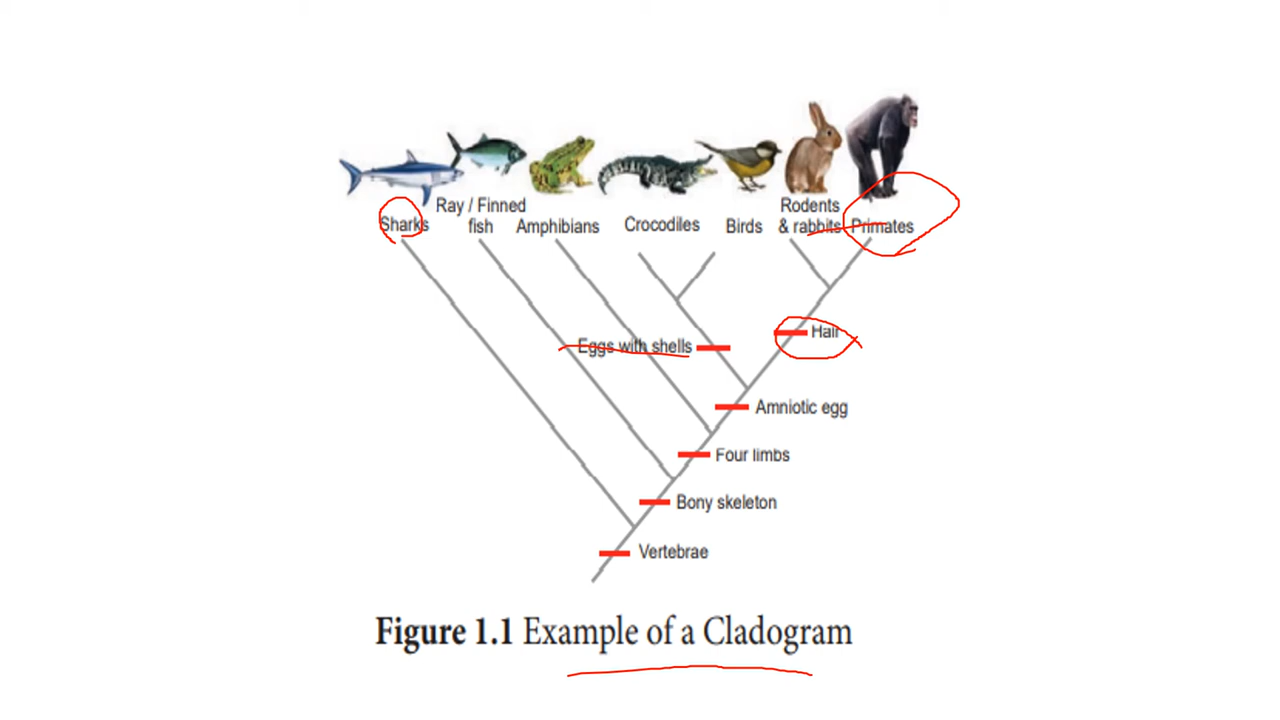 Ray / Finned
fish
Rodents
& rabbits
Sharks
Amphibians
Crocodiles
Birds
Primates
Hair
Eggs with shells
Amniotic egg
Four limbs
Bony skeleton
Vertebrae
Figure 1.1 Example of a Cladogram